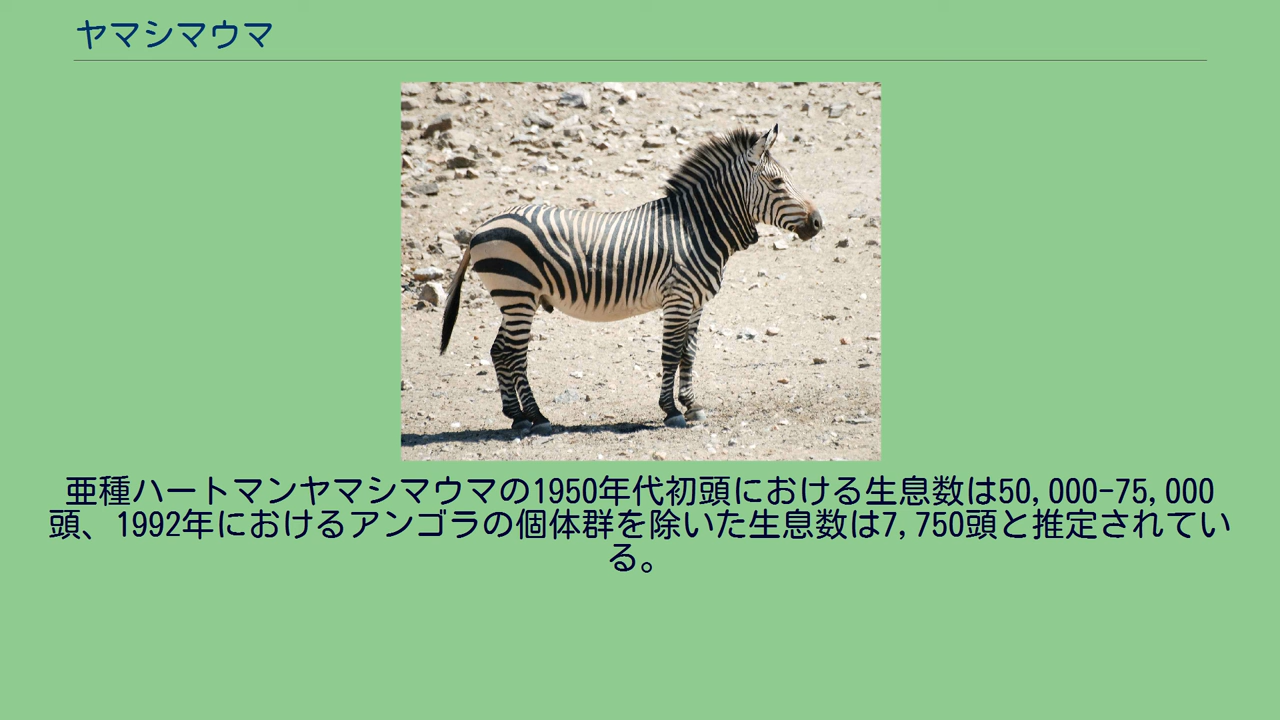 ヤマシマウマ
亜種ハートマンヤマシマウマの1950年代初頭における生息数は50,000-75,000
頭、1992年におけるアンゴラの個体群を除いた生息数は7,750頭と推定されてい
る。